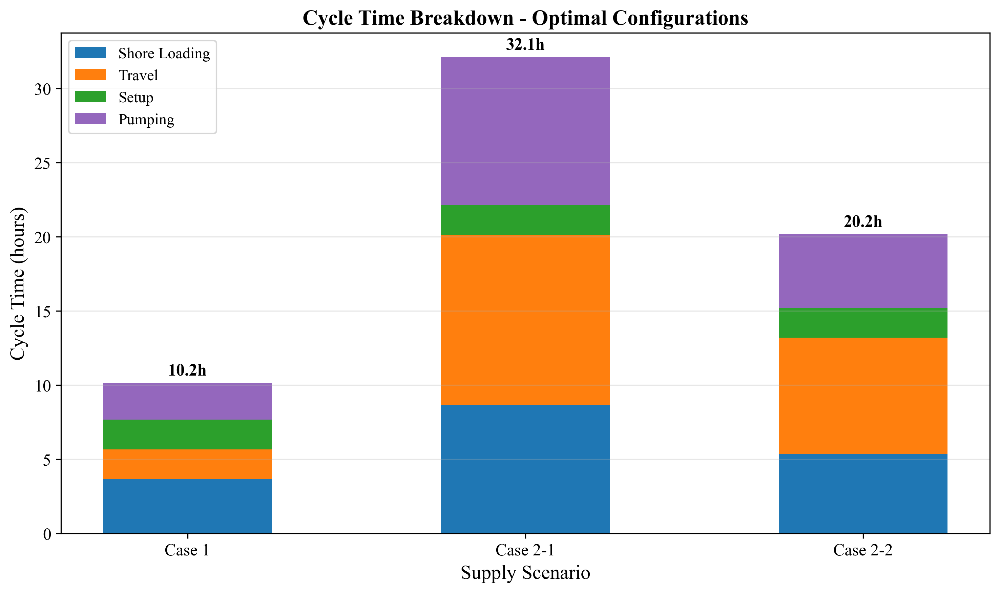 Cycle Time Breakdown - Optimal Configurations
Shore Loading
Travel
Setup
Pumping
32.1h
20.2h
10.2h
Cycle Time (hours)
30
25
20
15
10
5
0
Case 1
Case 2-1
Case 2-2
Supply Scenario